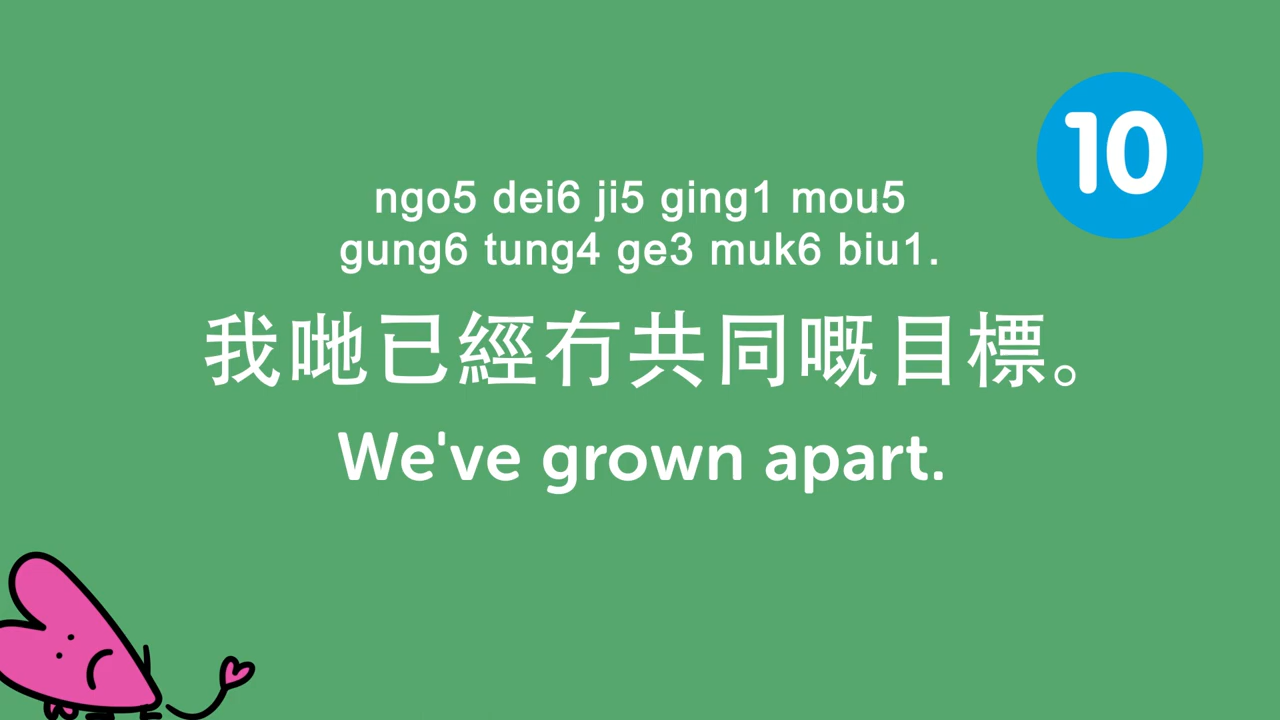 10
ngo5 dei6 ji5 ging1 mou5
gung6 tung4 ge3 muk6 biu1.
我哋已經冇共同嘅目標。
We've grown apart.